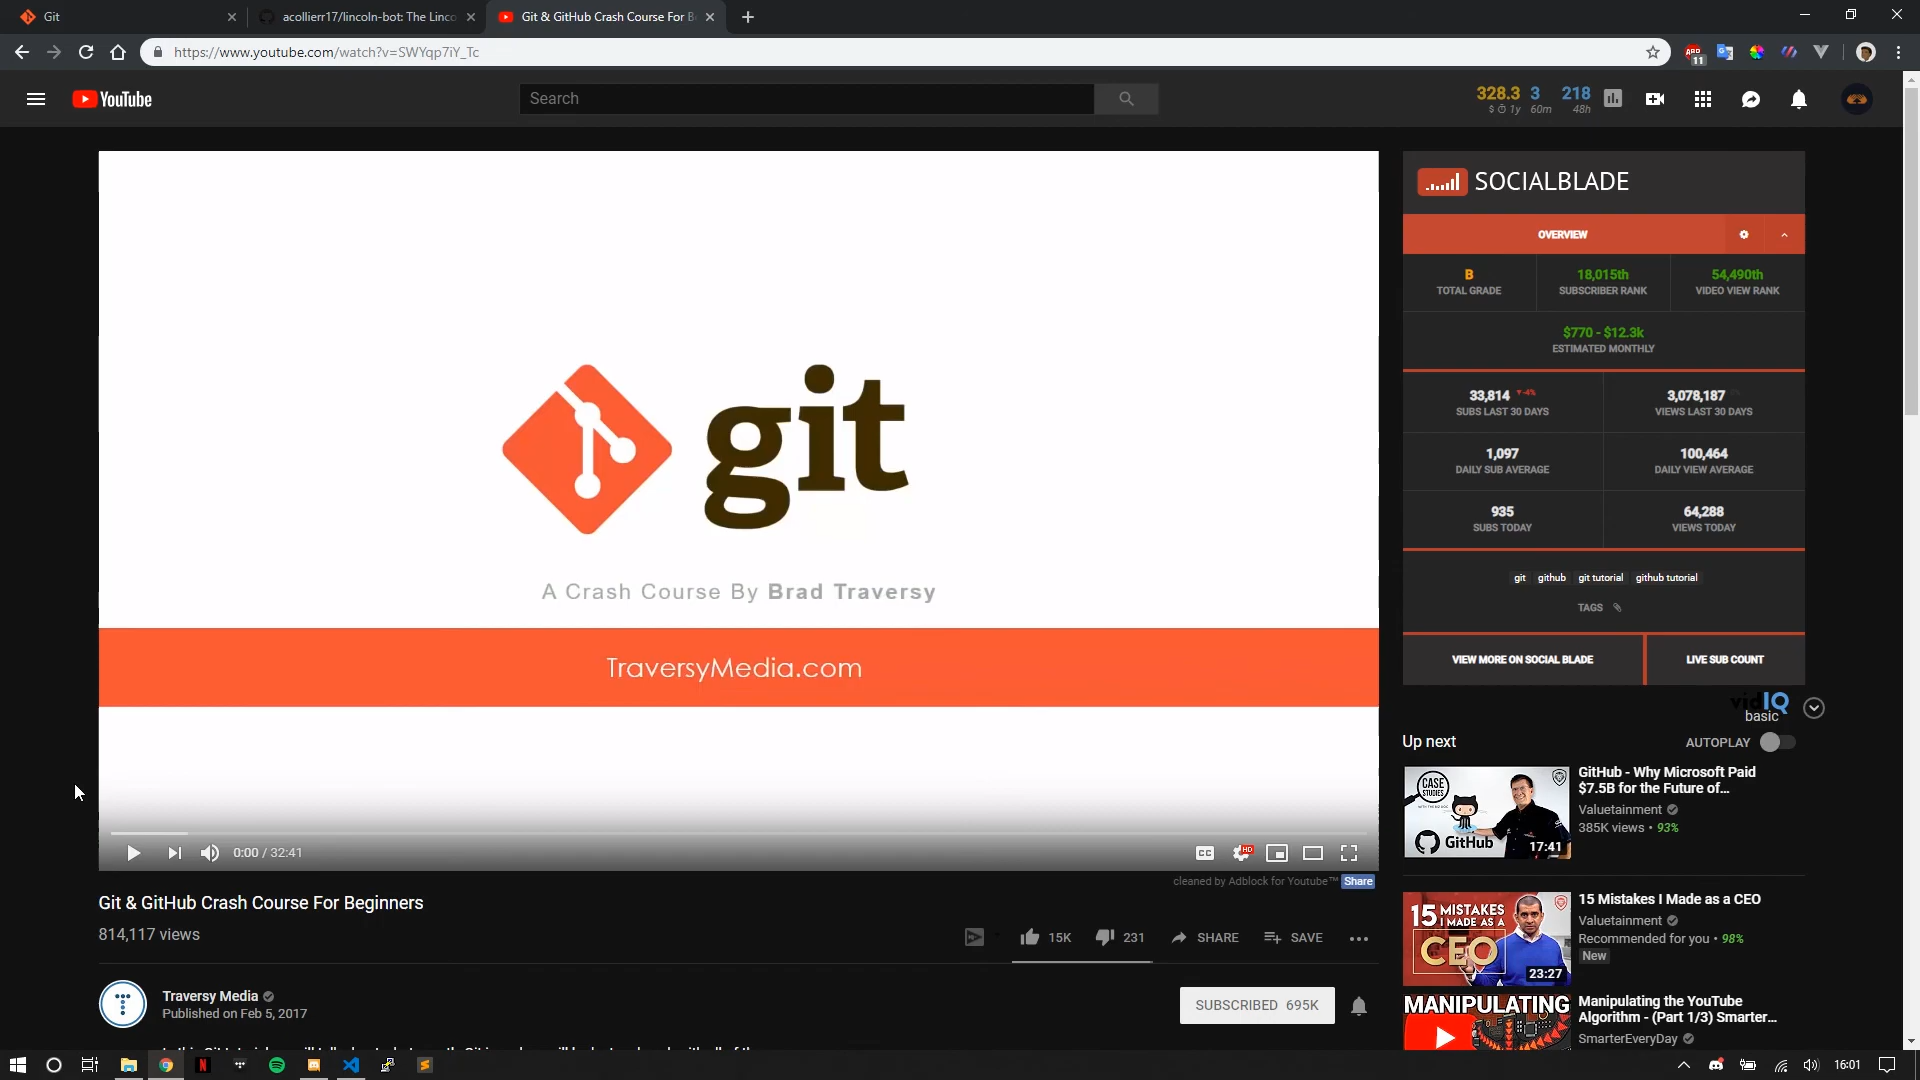 Git
acollierr17/lincoln-bot: The Linco
Git & GitHub Crash Course For B
https://www.youtube.com/watch?v=SWYqp7iY_Tc
ABD
11
YouTube
Search
328.3 3 218
$ 1y 60m 48h
git
A Crash Course By Brad Traversy
TraversyMedia.com
0:00 / 32:41
CC
HD
cleaned by Adblock for Youtube™ Share
Git & GitHub Crash Course For Beginners
814,117 views
15K 231 SHARE SAVE
Traversy Media
Published on Feb 5, 2017
SUBSCRIBED 695K
SOCIALBLADE
OVERVIEW
B 18,015th 54,490th
TOTAL GRADE SUBSCRIBER RANK VIDEO VIEW RANK
$770 - $12.3k
ESTIMATED MONTHLY
33,814 -4% 3,078,187
SUBS LAST 30 DAYS VIEWS LAST 30 DAYS
1,097 100,464
DAILY SUB AVERAGE DAILY VIEW AVERAGE
935 64,288
SUBS TODAY VIEWS TODAY
git github git tutorial github tutorial
TAGS
VIEW MORE ON SOCIAL BLADE LIVE SUB COUNT
vidIQ
basic
Up next AUTOPLAY
CASE
STUDIES
GitHub
17:41
GitHub - Why Microsoft Paid
$7.5B for the Future of...
Valuetainment
385K views • 93%
15 MISTAKES
I MADE AS A
CEO
23:27
15 Mistakes I Made as a CEO
Valuetainment
Recommended for you • 98%
New
MANIPULATING
Manipulating the YouTube
Algorithm - (Part 1/3) Smarter...
SmarterEveryDay
16:01